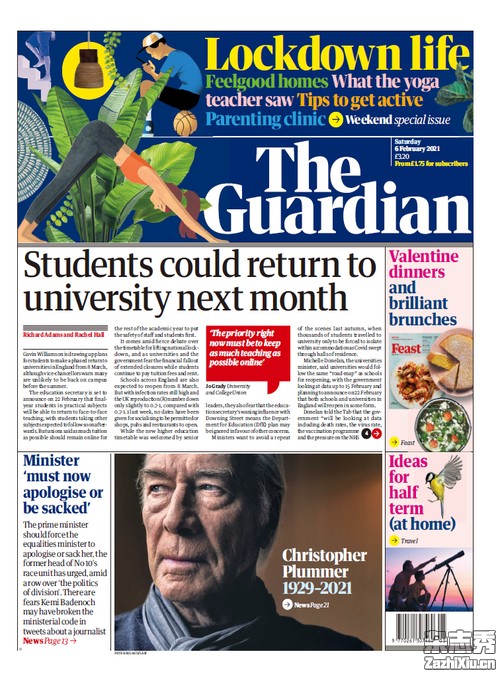 Lockdown life
Feelgood homes What the yoga
teacher saw Tips to get active
Parenting clinic Weekend special issue
Saturday
6 February 2021
£3.20
From £1.75 for subscribers
The
Guardian
Students could return to
university next month
Richard Adams and Rachel Hall
Gavin Williamson is drawing up plans
for students to make a phased return to
universities in England from 8 March,
although vice-chancellors warn many
are unlikely to be back on campus
before the summer.
The education secretary is set to
announce on 22 February that final-
year students in practical subjects
will be able to return to face-to-face
teaching, with students taking other
subjects expected to follow soon after-
wards. But unions said as much tuition
as possible should remain online for
the rest of the academic year to put
the safety of staff and students first.
It comes amid fierce debate over
the timetable for lifting national lock-
down, and as universities and the
government fear the financial fallout
of extended closures while students
continue to pay tuition fees and rent.
Schools across England are also
expected to reopen from 8 March.
But with infection rates still high and
the UK reproduction (R) number down
only slightly to 0.7-1, compared with
0.7-1.1 last week, no dates have been
given for socialising to be permitted or
shops, pubs and restaurants to open.
While the new higher education
timetable was welcomed by senior
'The priority right
now must be to keep
as much teaching as
possible online'
Jo Grady University
and College Union
leaders, they also fear that the educa-
tion secretary's waning influence with
Downing Street means the Depart-
ment for Education (DfE) plan may
be ignored in favour of other concerns.
Ministers want to avoid a repeat
of the scenes last autumn, when
thousands of students travelled to
university only to be forced to isolate
within accommodation as Covid swept
through halls of residence.
Michelle Donelan, the universities
minister, said universities would fol-
low the same "road map" as schools
for reopening, with the government
looking at data up to 15 February and
planning to announce on 22 February
that both schools and universities in
England will reopen in some form.
Donelan told the Tab that the gov-
ernment "will be looking at data
including death rates, the virus rate,
the vaccination programme
and the pressure on the NHS
4
Valentine
dinners
and
brilliant
brunches
Feast
Feast
Minister
'must now
apologise or
be sacked'
The prime minister
should force the
equalities minister to
apologise or sack her, the
former head of No 10's
race unit has urged, amid
a row over 'the politics
of division'. There are
fears Kemi Badenoch
may have broken the
ministerial code in
tweets about a journalist
News Page 13
Christopher
Plummer
1929-2021
News Page 21
Ideas
for
half
term
(at home)
Travel
杂志秀
ZaZhiXiu.cn